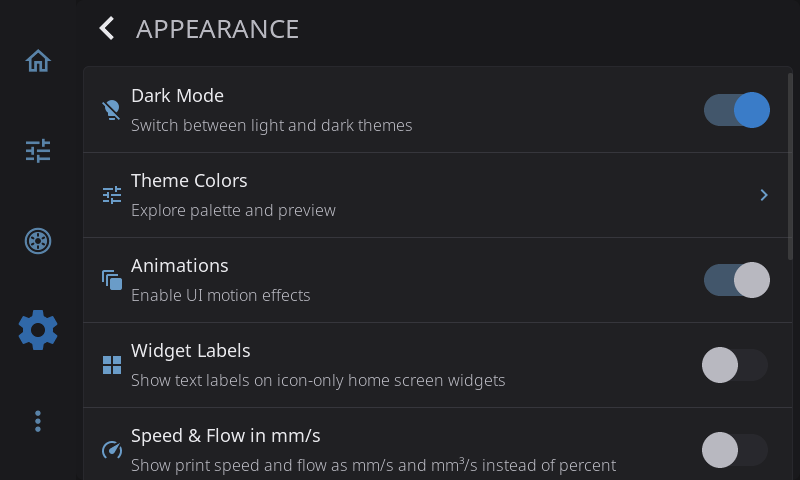 APPEARANCE
Dark Mode
Switch between light and dark themes
Theme Colors
Explore palette and preview
Animations
Enable UI motion effects
Widget Labels
Show text labels on icon-only home screen widgets
Speed & Flow in mm/s
Show print speed and flow as mm/s and mm³/s instead of percent